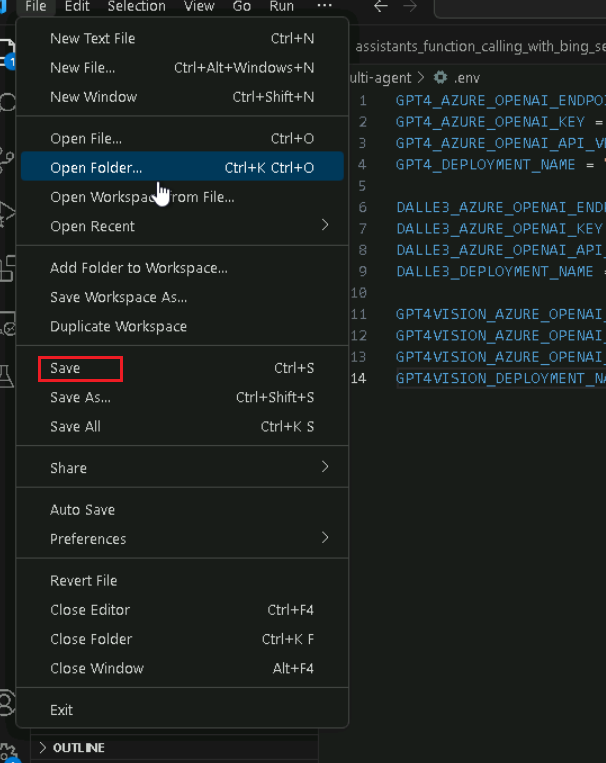 File Edit Selection View Go Run ...
New Text File Ctrl+N
New File... Ctrl+Alt+Windows+N
New Window Ctrl+Shift+N
Open File... Ctrl+O
Open Folder... Ctrl+K Ctrl+O
Open Workspace from File...
Open Recent
Add Folder to Workspace...
Save Workspace As...
Duplicate Workspace
Save Ctrl+S
Save As... Ctrl+Shift+S
Save All Ctrl+K S
Share
Auto Save
Preferences
Revert File
Close Editor Ctrl+F4
Close Folder Ctrl+K F
Close Window Alt+F4
Exit
OUTLINE
1
assistants_function_calling_with_bing_se
ulti-agent > .env
1 GPT4_AZURE_OPENAI_ENDPOI
2 GPT4_AZURE_OPENAI_KEY =
3 GPT4_AZURE_OPENAI_API_VE
4 GPT4_DEPLOYMENT_NAME = "
5
6 DALLE3_AZURE_OPENAI_ENDP
7 DALLE3_AZURE_OPENAI_KEY
8 DALLE3_AZURE_OPENAI_API_
9 DALLE3_DEPLOYMENT_NAME =
10
11 GPT4VISION_AZURE_OPENAI_
12 GPT4VISION_AZURE_OPENAI_
13 GPT4VISION_AZURE_OPENAI_
14 GPT4VISION_DEPLOYMENT_NA